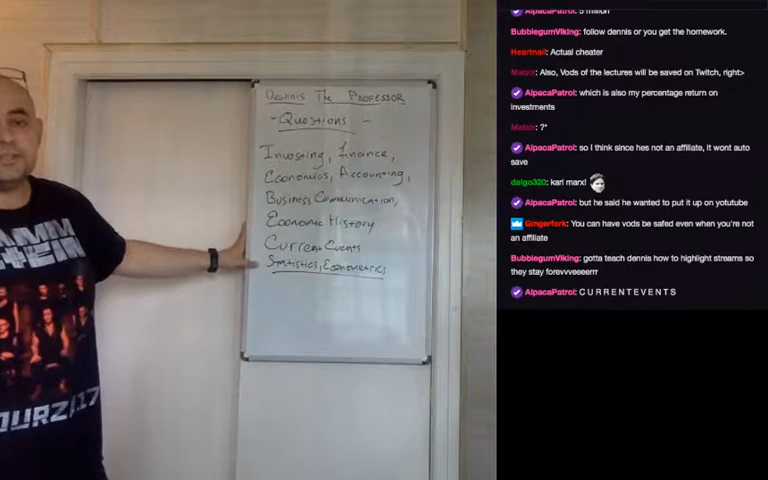 Dennis The Professor
- Questions -
Investing, Finance,
Economics, Accounting,
Business Communication,
Economic History
Current Events
Statistics, Econometrics
AlpacaPatrol: 5 million
BubblegumViking: follow dennis or you get the homework.
Heartnail: Actual cheater
: Also, Vods of the lectures will be saved on Twitch, right>
AlpacaPatrol: which is also my percentage return on
investments
: ?*
AlpacaPatrol: so I think since hes not an affiliate, it wont auto
save
dalgo320: karl marx!
AlpacaPatrol: but he said he wanted to put it up on yotutube
Gingerfork: You can have vods be safed even when you're not
an affiliate
BubblegumViking: gotta teach dennis how to highlight streams so
they stay forevvveeeerrr
AlpacaPatrol: C U R R E N T E V E N T S